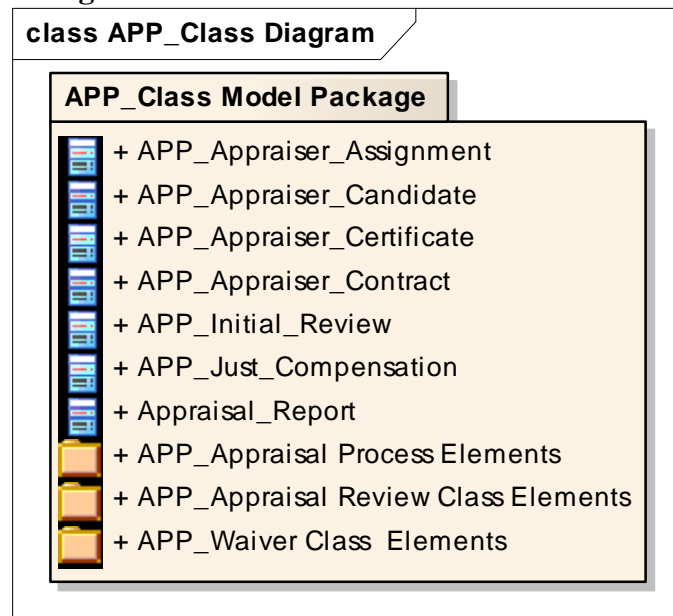 class APP_Class Diagram
APP_Class Model Package
+ APP_Appraiser_Assignment
+ APP_Appraiser_Candidate
+ APP_Appraiser_Certificate
+ APP_Appraiser_Contract
+ APP_Initial_Review
+ APP_Just_Compensation
+ Appraisal_Report
+ APP_Appraisal Process Elements
+ APP_Appraisal Review Class Elements
+ APP_Waiver Class Elements